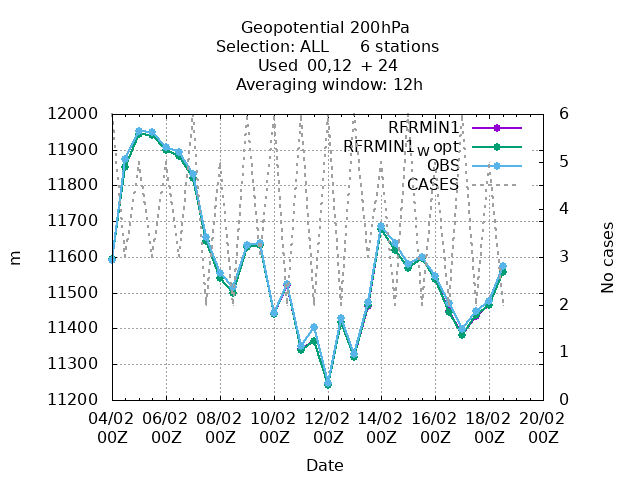 Geopotential 200hPa
Selection: ALL 6 stations
Used 00,12 + 24
Averaging window: 12h
12000
11900
11800
11700
11600
11500
11400
11300
11200
m
6
5
4
3
2
1
0
No cases
RFRMIN1
RFRMIN1_W opt
OBS
CASES
04/02 06/02 08/02 10/02 12/02 14/02 16/02 18/02 20/02
00Z 00Z 00Z 00Z 00Z 00Z 00Z 00Z 00Z
Date